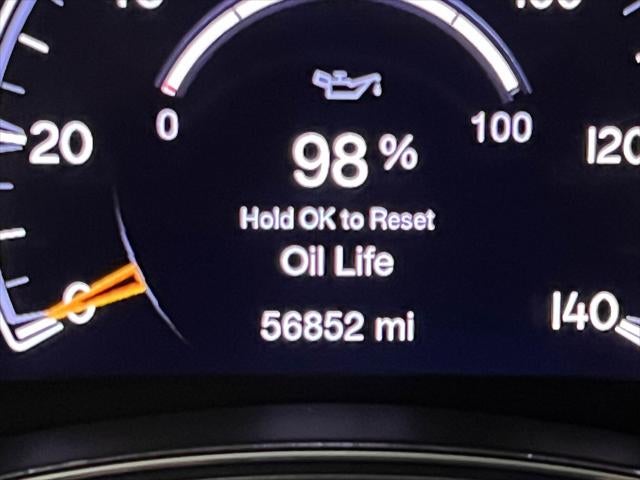 0 100
20 98 % 120
Hold OK to Reset
Oil Life
0 56852 mi 140